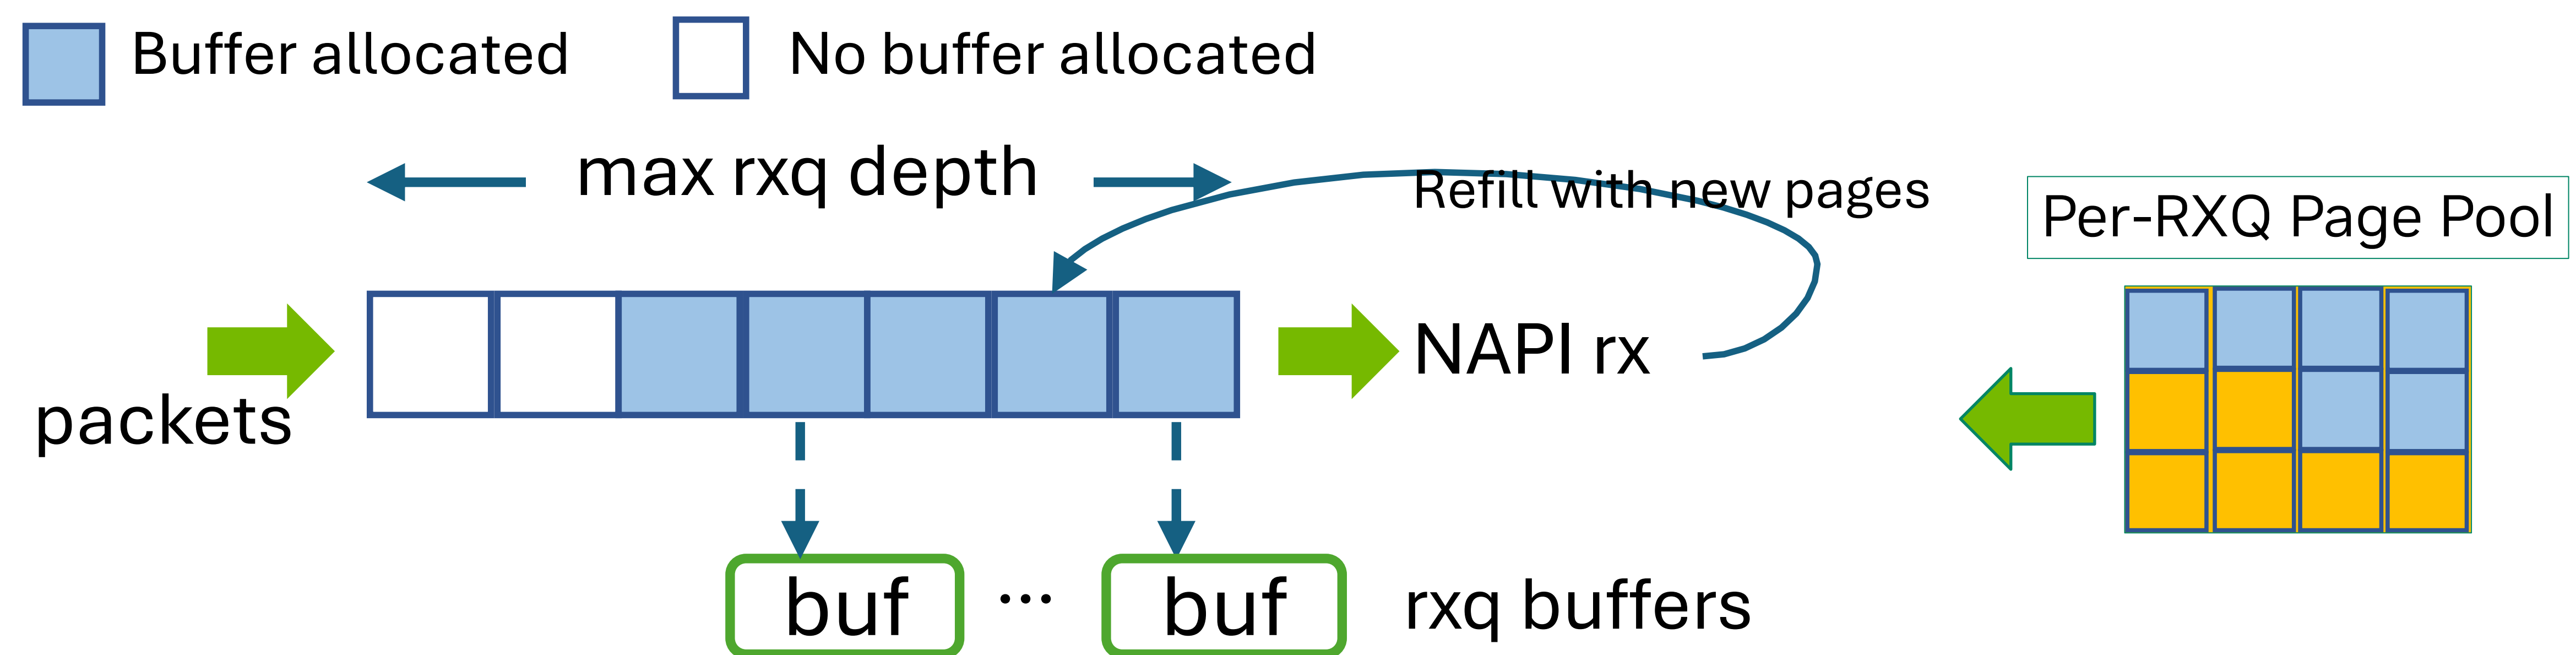 Buffer allocated
No buffer allocated
max rxq depth
Refill with new pages
Per-RXQ Page Pool
packets
NAPI rx
buf
...
buf
rxq buffers